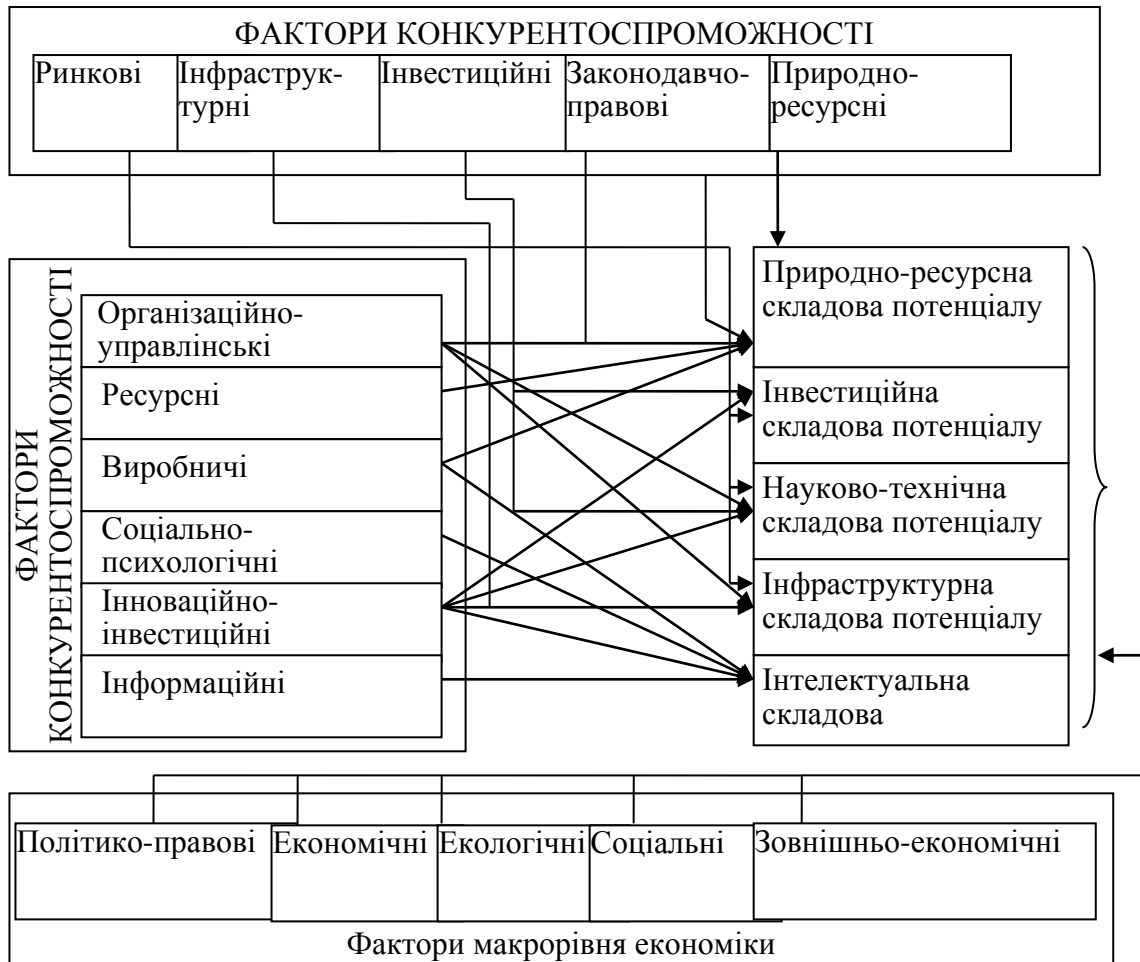 ФАКТОРИ КОНКУРЕНТОСПРОМОЖНОСТІ
Ринкові
Інфраструк-
турні
Інвестиційні
Законодавчо-
правові
Природно-
ресурсні
ФАКТОРИ
КОНКУРЕНТОСПРОМОЖНОСТІ
Організаційно-
управлінські
Ресурсні
Виробничі
Соціально-
психологічні
Інноваційно-
інвестиційні
Інформаційні
Природно-ресурсна
складова потенціалу
Інвестиційна
складова потенціалу
Науково-технічна
складова потенціалу
Інфраструктурна
складова потенціалу
Інтелектуальна
складова
Політико-правові
Економічні
Екологічні
Соціальні
Зовнішньо-економічні
Фактори макрорівня економіки